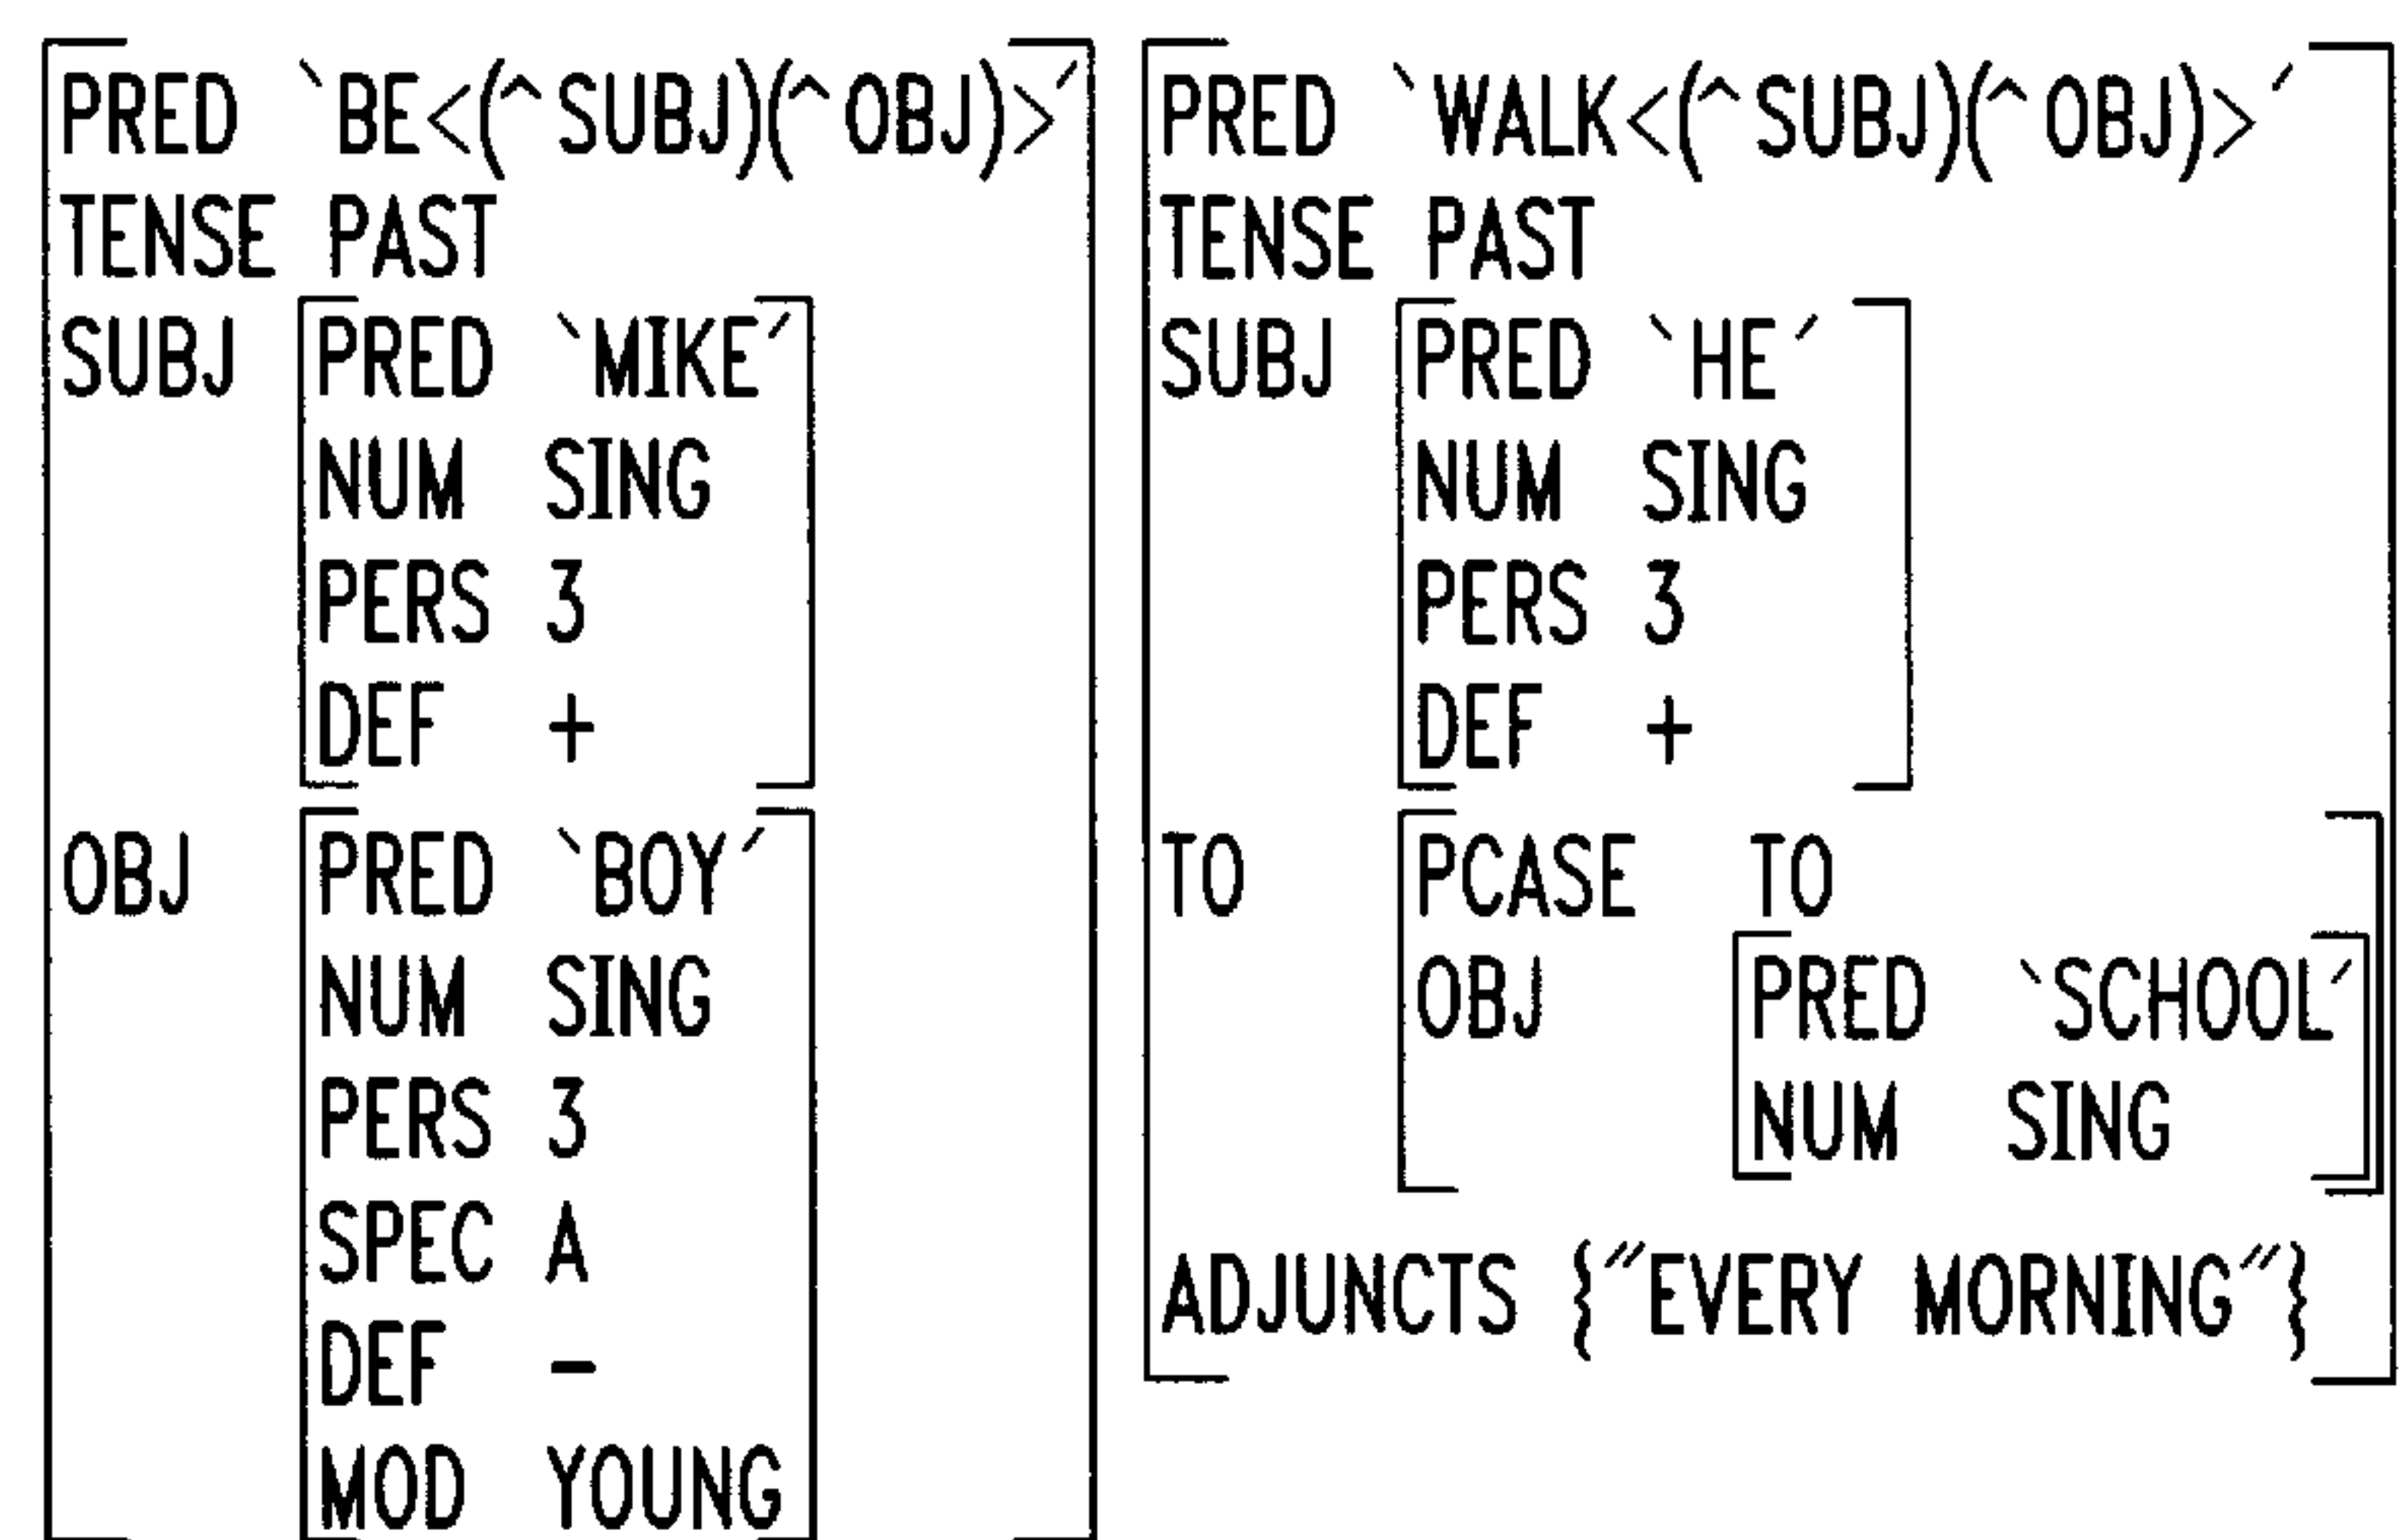 PRED `BE<(^SUBJ)(^OBJ)>´
TENSE PAST
SUBJ PRED `MIKE´
NUM SING
PERS 3
DEF +
OBJ PRED `BOY´
NUM SING
PERS 3
SPEC A
DEF -
MOD YOUNG
PRED `WALK<(^SUBJ)(^OBJ)>´
TENSE PAST
SUBJ PRED `HE´
NUM SING
PERS 3
DEF +
TO PCASE TO
OBJ PRED `SCHOOL´
NUM SING
ADJUNCTS {"EVERY MORNING"}